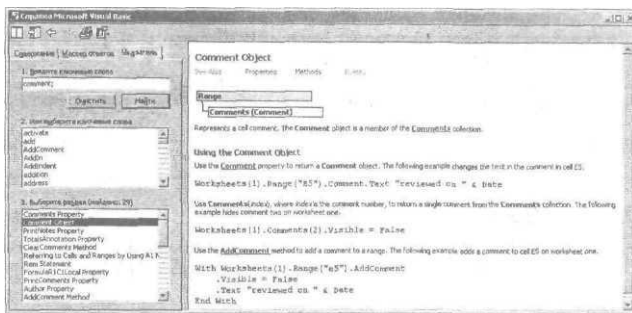 Справка Microsoft Visual Basic
Содержание Мастер ответов Указатель
1. Введите ключевые слова
comment;
Очистить Найти
2. Или выберите ключевые слова
activate
add
AddComment
AddIn
AddIndent
addition
address
3. Выберите раздел (найдено: 29)
Comments Property
Comment Object
PrintNotes Property
TotalsAnnotation Property
Clear Comments Method
Referring to Cells and Ranges by Using A1 N
Rem Statement
FormulaR1C1Local Property
PrintComments Property
Author Property
AddComment Method
Comment Object
See Also Properties Methods Events
Range
Comments (Comment)
Represents a cell comment. The Comment object is a member of the Comments collection.
Using the Comment Object
Use the Comment property to return a Comment object. The following example changes the text in the comment in cell E5.
Worksheets(1).Range("E5").Comment.Text "reviewed on " & Date
Use Comments(index), where index is the comment number, to return a single comment from the Comments collection. The following
example hides comment two on worksheet one.
Worksheets(1).Comments(2).Visible = False
Use the AddComment method to add a comment to a range. The following example adds a comment to cell E5 on worksheet one.
With Worksheets(1).Range("e5").AddComment
.Visible = False
.Text "reviewed on " & Date
End With